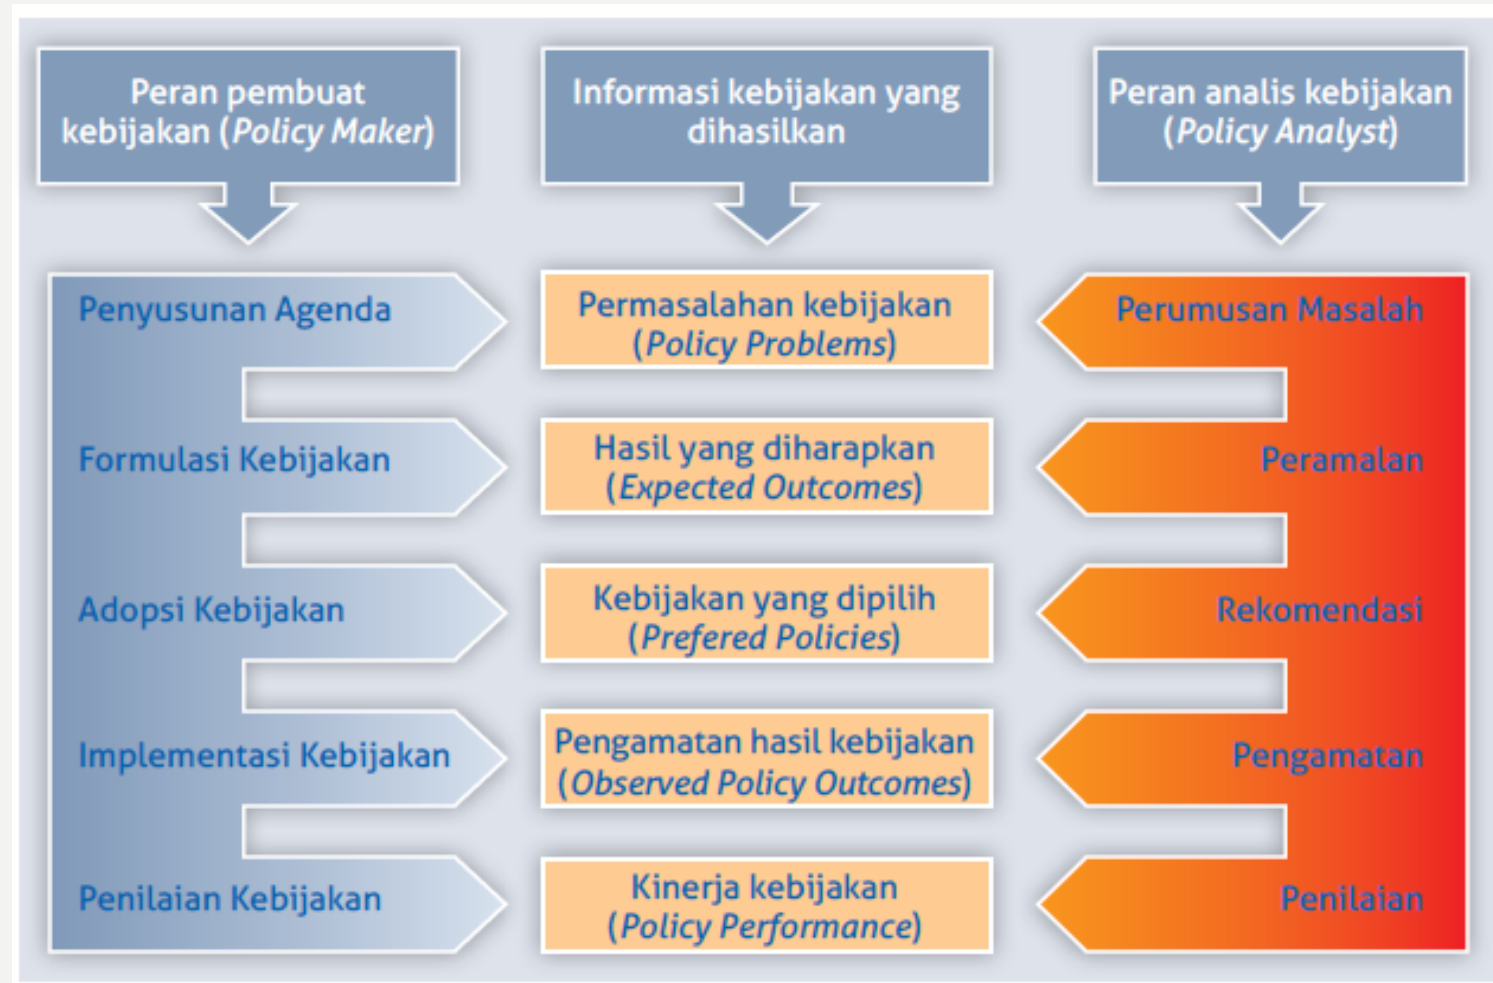 Peran pembuat
kebijakan (Policy Maker)
Informasi kebijakan yang
dihasilkan
Peran analis kebijakan
(Policy Analyst)
Penyusunan Agenda
Permasalahan kebijakan
(Policy Problems)
Perumusan Masalah
Formulasi Kebijakan
Hasil yang diharapkan
(Expected Outcomes)
Peramalan
Adopsi Kebijakan
Kebijakan yang dipilih
(Prefered Policies)
Rekomendasi
Implementasi Kebijakan
Pengamatan hasil kebijakan
(Observed Policy Outcomes)
Pengamatan
Penilaian Kebijakan
Kinerja kebijakan
(Policy Performance)
Penilaian